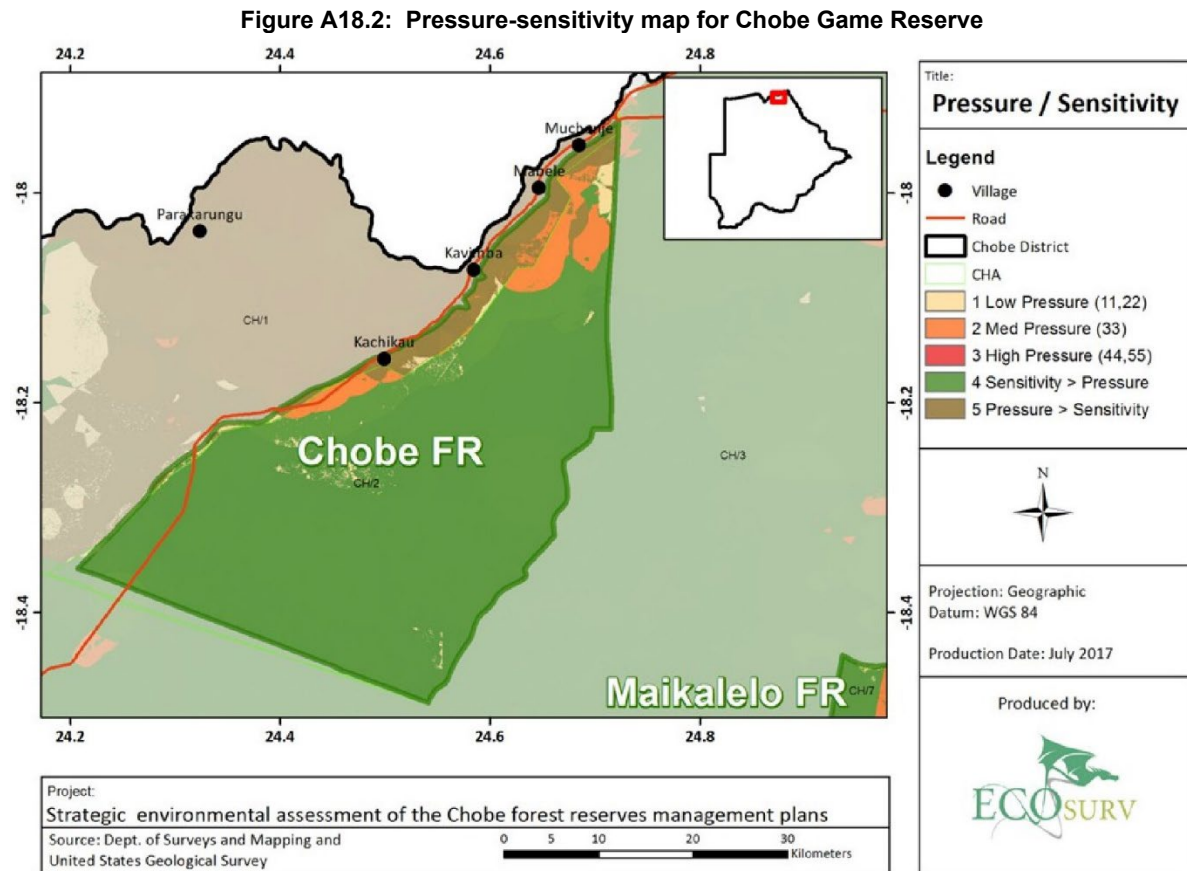 Figure A18.2: Pressure-sensitivity map for Chobe Game Reserve
24.2 24.4 24.6 24.8
-18
-18.2
-18.4
-18
-18.2
-18.4
Muchenje
Mabele
Parakarungu
Kavimba
CH/1
Kachikau
Chobe FR
CH/2
CH/3
Maikalelo FR
CH/7
24.2 24.4 24.6 24.8
Title:
Pressure / Sensitivity
Legend
Village
Road
Chobe District
CHA
1 Low Pressure (11,22)
2 Med Pressure (33)
3 High Pressure (44,55)
4 Sensitivity > Pressure
5 Pressure > Sensitivity
N
Projection: Geographic
Datum: WGS 84
Production Date: July 2017
Produced by:
ECOSURV
Project:
Strategic environmental assessment of the Chobe forest reserves management plans
Source: Dept. of Surveys and Mapping and
United States Geological Survey
0 5 10 20 30
Kilometers